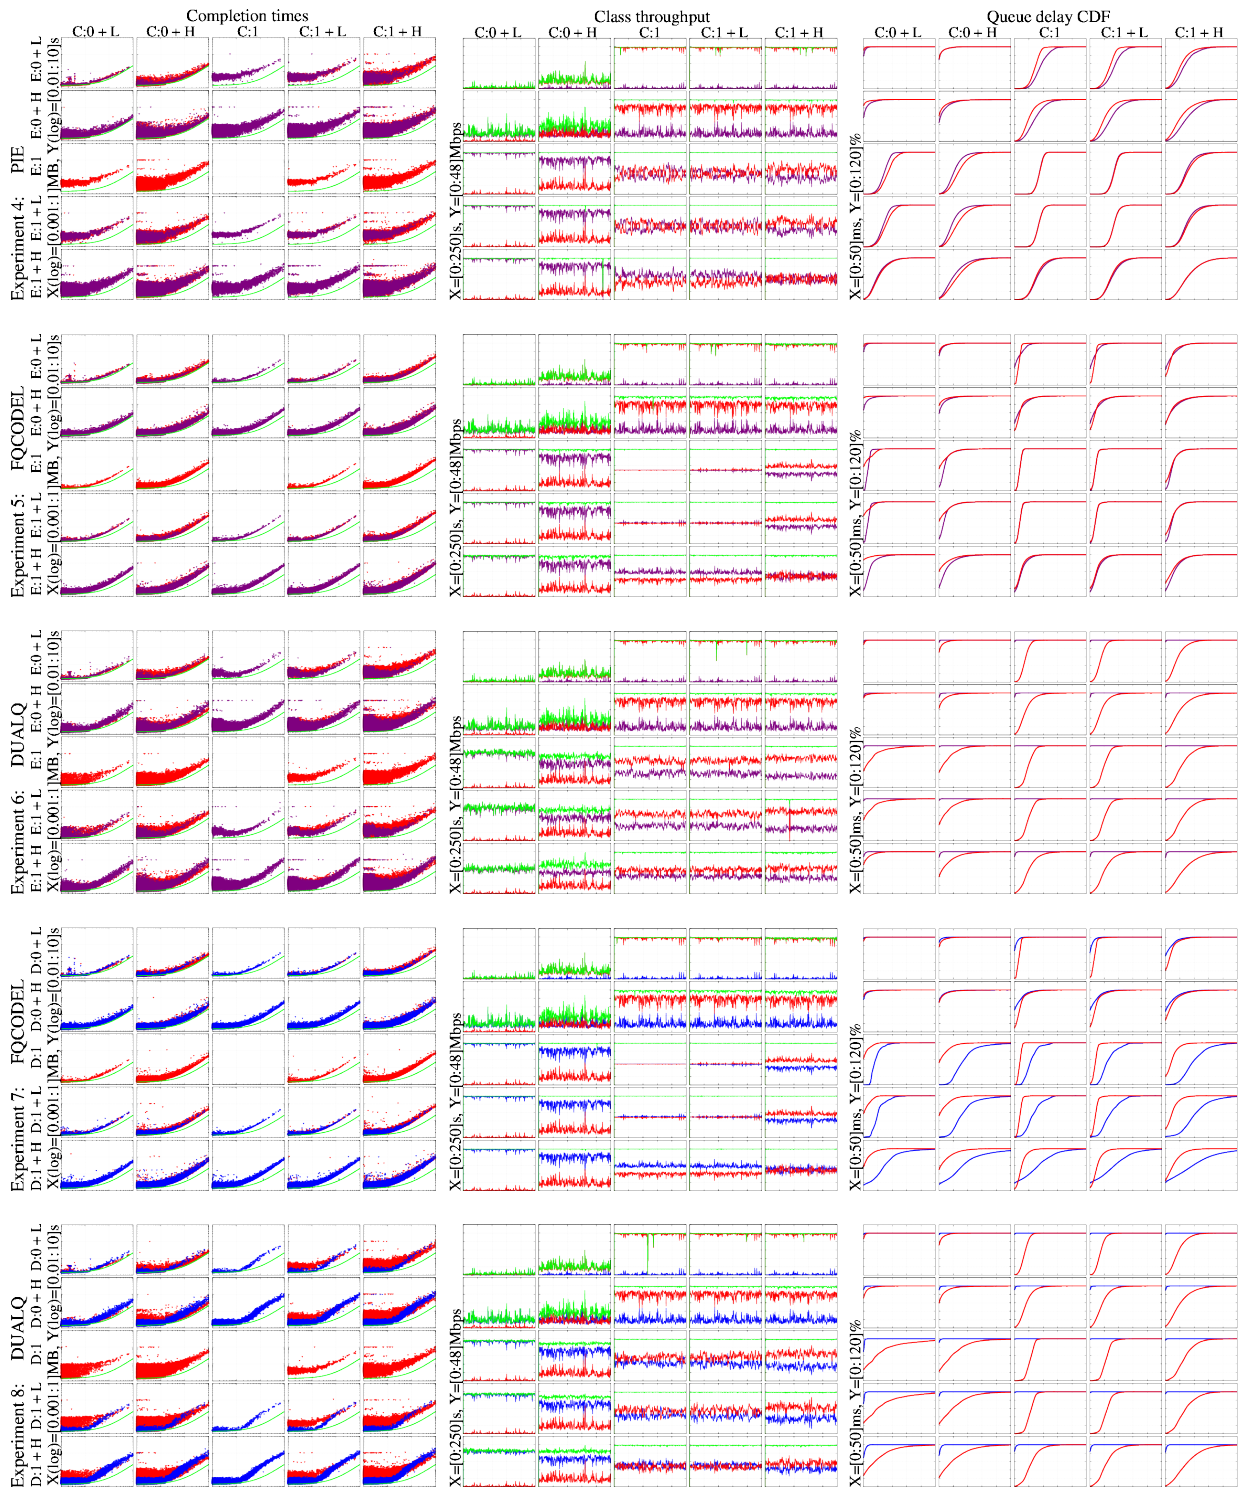 Completion times
Class throughput
Queue delay CDF
C:0 + L C:0 + H C:1 C:1 + L C:1 + H
C:0 + L C:0 + H C:1 C:1 + L C:1 + H
C:0 + L C:0 + H C:1 C:1 + L C:1 + H
Experiment 4: PIE
E:1 + H E:1 + L E:1 E:0 + H E:0 + L
X(log)=[0.001:1]MB, Y(log)=[0.01:10]s
X=[0:250]s, Y=[0:48]Mbps
X=[0:50]ms, Y=[0:120]%
Experiment 5: FQCODEL
E:1 + H E:1 + L E:1 E:0 + H E:0 + L
X(log)=[0.001:1]MB, Y(log)=[0.01:10]s
X=[0:250]s, Y=[0:48]Mbps
X=[0:50]ms, Y=[0:120]%
Experiment 6: DUALQ
E:1 + H E:1 + L E:1 E:0 + H E:0 + L
X(log)=[0.001:1]MB, Y(log)=[0.01:10]s
X=[0:250]s, Y=[0:48]Mbps
X=[0:50]ms, Y=[0:120]%
Experiment 7: FQCODEL
D:1 + H D:1 + L D:1 D:0 + H D:0 + L
X(log)=[0.001:1]MB, Y(log)=[0.01:10]s
X=[0:250]s, Y=[0:48]Mbps
X=[0:50]ms, Y=[0:120]%
Experiment 8: DUALQ
D:1 + H D:1 + L D:1 D:0 + H D:0 + L
X(log)=[0.001:1]MB, Y(log)=[0.01:10]s
X=[0:250]s, Y=[0:48]Mbps
X=[0:50]ms, Y=[0:120]%